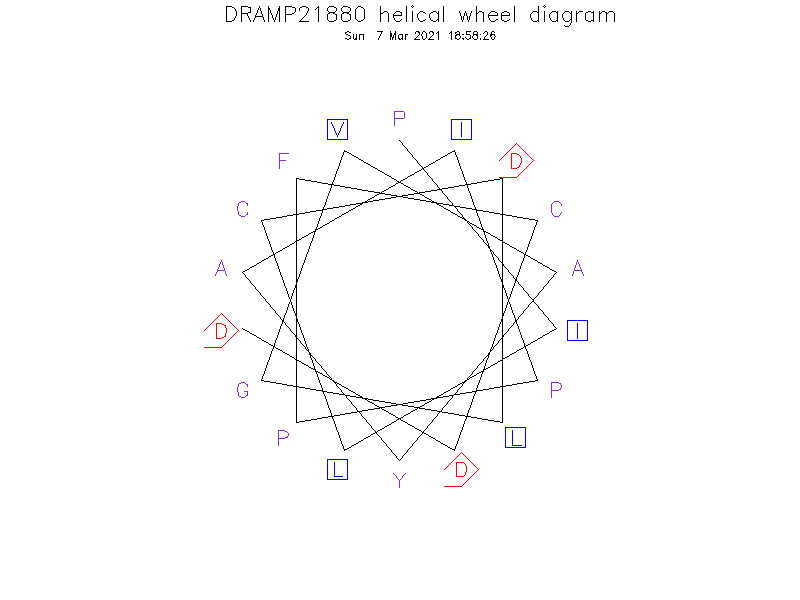 DRAMP21880 helical wheel diagram
Sun 7 Mar 2021 18:58:26
P
V I
F D
C C
A A
D I
G P
P L
L D
Y